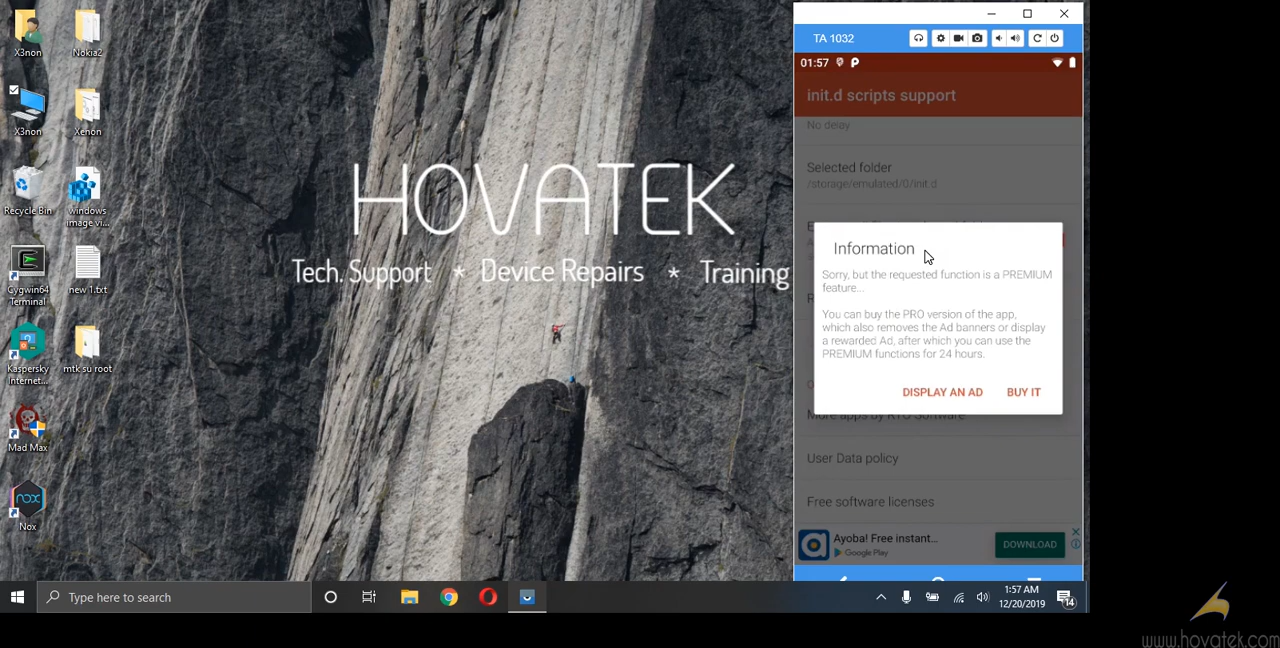 X3non
Nokia2
X3non
Xenon
Recycle Bin
windows
image vi...
Cygwin64
Terminal
new 1.txt
Kaspersky
Internet...
mtk su root
Mad Max
nox
Nox
HOVATEK
Tech. Support * Device Repairs * Training
TA 1032
01:57
init.d scripts support
No delay
Selected folder
/storage/emulated/0/init.d
Information
Sorry, but the requested function is a PREMIUM
feature...
You can buy the PRO version of the app,
which also removes the Ad banners or display
a rewarded Ad, after which you can use the
PREMIUM functions for 24 hours.
DISPLAY AN AD BUY IT
More apps by RYO Software
User Data policy
Free software licenses
Ayoba! Free instant...
Google Play
DOWNLOAD
Type here to search
1:57 AM
12/20/2019
14
www.hovatek.com